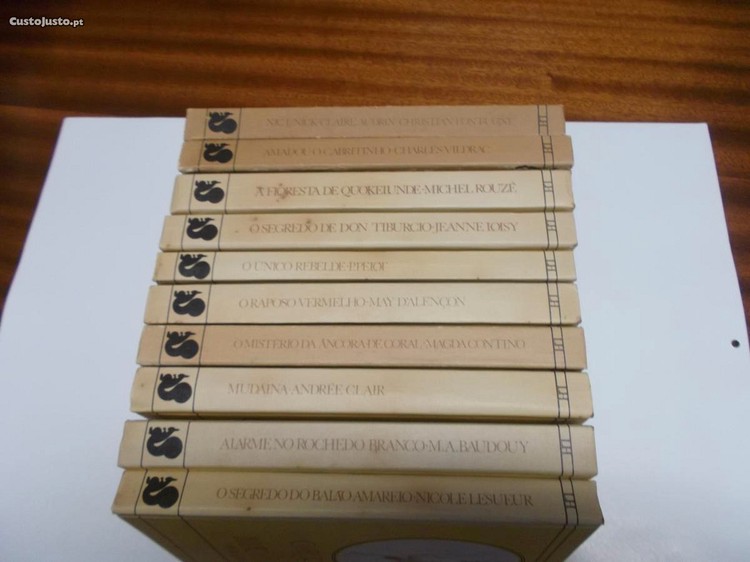 CustoJusto.pt
AMADOU O CABRITINHO·CHARLES VILDRAC
A FLORESTA DE QUOKELUNDE·MICHEL ROUZÉ
O SEGREDO DE DON TIBURCIO·JEANNE LOISY
O ÚNICO REBELDE·P.PELOT
O RAPOSO VERMELHO·MAY D'ALENÇON
O MISTÉRIO DA ÂNCORA DE CORAL·MAGDA CONTINO
MUDAINA·ANDRÉE CLAIR
ALARME NO ROCHEDO BRANCO·M.A.BAUDOUY
O SEGREDO DO BALÃO AMARELO·NICOLE LESUEUR